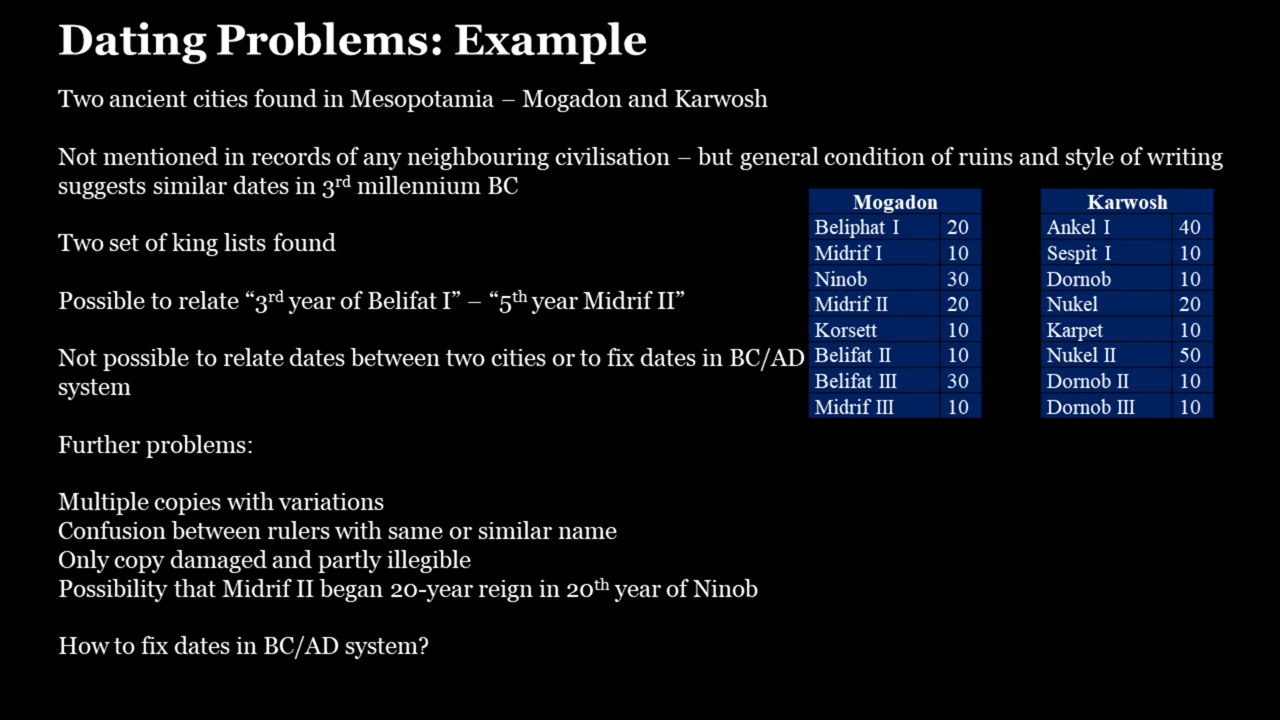 Dating Problems: Example
Two ancient cities found in Mesopotamia – Mogadon and Karwosh
Not mentioned in records of any neighbouring civilisation – but general condition of ruins and style of writing
suggests similar dates in 3rd millennium BC
Two set of king lists found
Possible to relate “3rd year of Belifat I” – “5th year Midrif II”
Not possible to relate dates between two cities or to fix dates in BC/AD
system
Further problems:
Multiple copies with variations
Confusion between rulers with same or similar name
Only copy damaged and partly illegible
Possibility that Midrif II began 20-year reign in 20th year of Ninob
How to fix dates in BC/AD system?
Mogadon
Beliphat I 20
Midrif I 10
Ninob 30
Midrif II 20
Korsett 10
Belifat II 10
Belifat III 30
Midrif III 10
Karwosh
Ankel I 40
Sespit I 10
Dornob 10
Nukel 20
Karpet 10
Nukel II 50
Dornob II 10
Dornob III 10